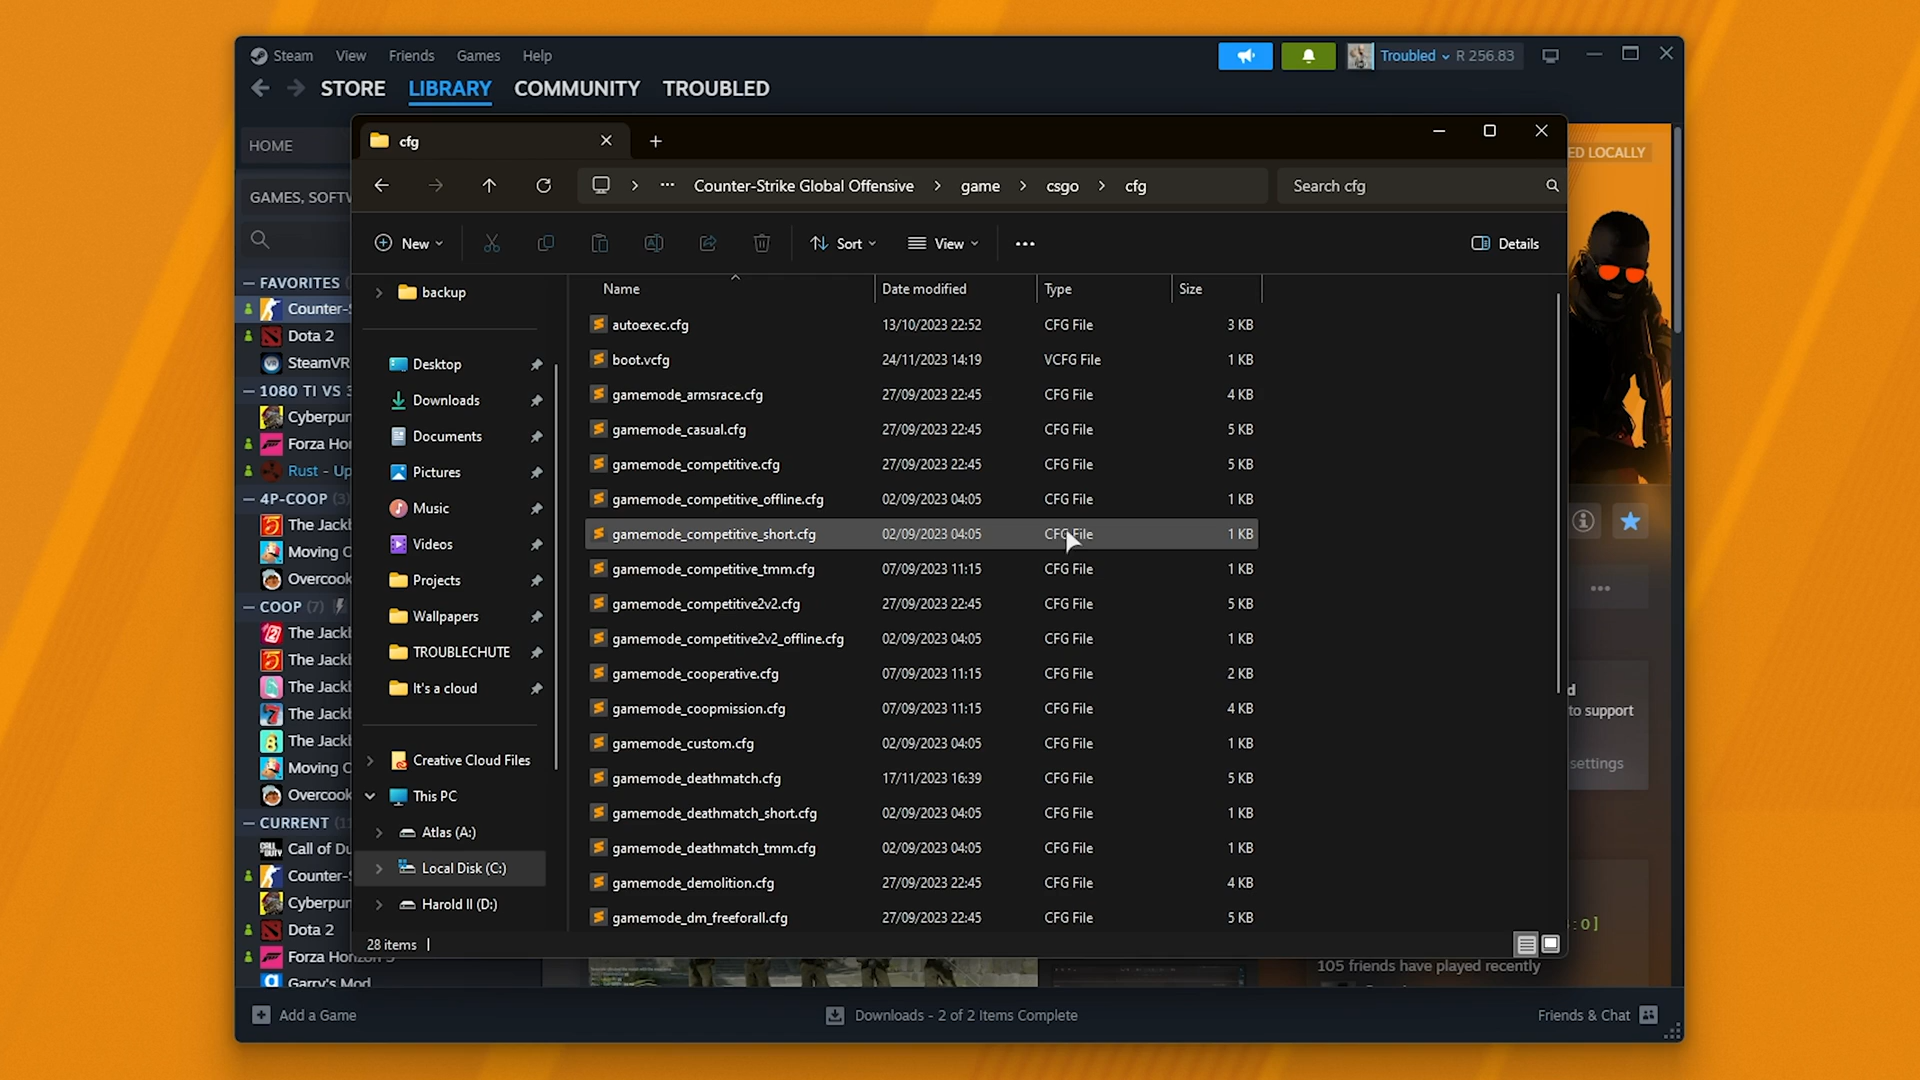 Steam View Friends Games Help
Troubled R 256.83
STORE LIBRARY COMMUNITY TROUBLED
HOME
GAMES, SOFTW
FAVORITES (
Counter-S
Dota 2
SteamVR
1080 TI VS 3
Cyberpun
Forza Hor
Rust - Up
4P-COOP (3)
The Jackb
Moving O
Overcook
COOP (7)
The Jackb
The Jackb
The Jackb
The Jackb
The Jackb
Moving O
Overcook
CURRENT (1
Call of Du
Counter-S
Cyberpun
Dota 2
Forza Horizon 5
Garry's Mod
cfg
Counter-Strike Global Offensive > game > csgo > cfg
Search cfg
New Sort View Details
backup
Desktop
Downloads
Documents
Pictures
Music
Videos
Projects
Wallpapers
TROUBLECHUTE
It's a cloud
Creative Cloud Files
This PC
Atlas (A:)
Local Disk (C:)
Harold II (D:)
Name Date modified Type Size
autoexec.cfg 13/10/2023 22:52 CFG File 3 KB
boot.vcfg 24/11/2023 14:19 VCFG File 1 KB
gamemode_armsrace.cfg 27/09/2023 22:45 CFG File 4 KB
gamemode_casual.cfg 27/09/2023 22:45 CFG File 5 KB
gamemode_competitive.cfg 27/09/2023 22:45 CFG File 5 KB
gamemode_competitive_offline.cfg 02/09/2023 04:05 CFG File 1 KB
gamemode_competitive_short.cfg 02/09/2023 04:05 CFG File 1 KB
gamemode_competitive_tmm.cfg 07/09/2023 11:15 CFG File 1 KB
gamemode_competitive2v2.cfg 27/09/2023 22:45 CFG File 5 KB
gamemode_competitive2v2_offline.cfg 02/09/2023 04:05 CFG File 1 KB
gamemode_cooperative.cfg 07/09/2023 11:15 CFG File 2 KB
gamemode_coopmission.cfg 07/09/2023 11:15 CFG File 4 KB
gamemode_custom.cfg 02/09/2023 04:05 CFG File 1 KB
gamemode_deathmatch.cfg 17/11/2023 16:39 CFG File 5 KB
gamemode_deathmatch_short.cfg 02/09/2023 04:05 CFG File 1 KB
gamemode_deathmatch_tmm.cfg 02/09/2023 04:05 CFG File 1 KB
gamemode_demolition.cfg 27/09/2023 22:45 CFG File 4 KB
gamemode_dm_freeforall.cfg 27/09/2023 22:45 CFG File 5 KB
28 items
ED LOCALLY
d
to support
settings
:0]
105 friends have played recently
Add a Game
Downloads - 2 of 2 Items Complete
Friends & Chat